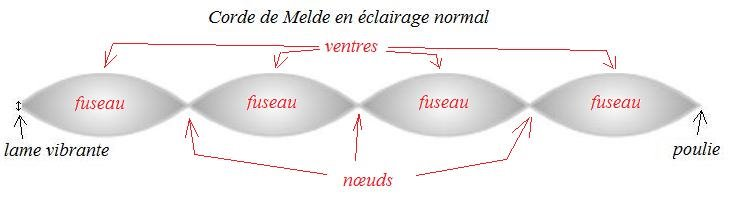 Corde de Melde en éclairage normal
ventres
fuseau fuseau fuseau fuseau
lame vibrante
poulie
nœuds